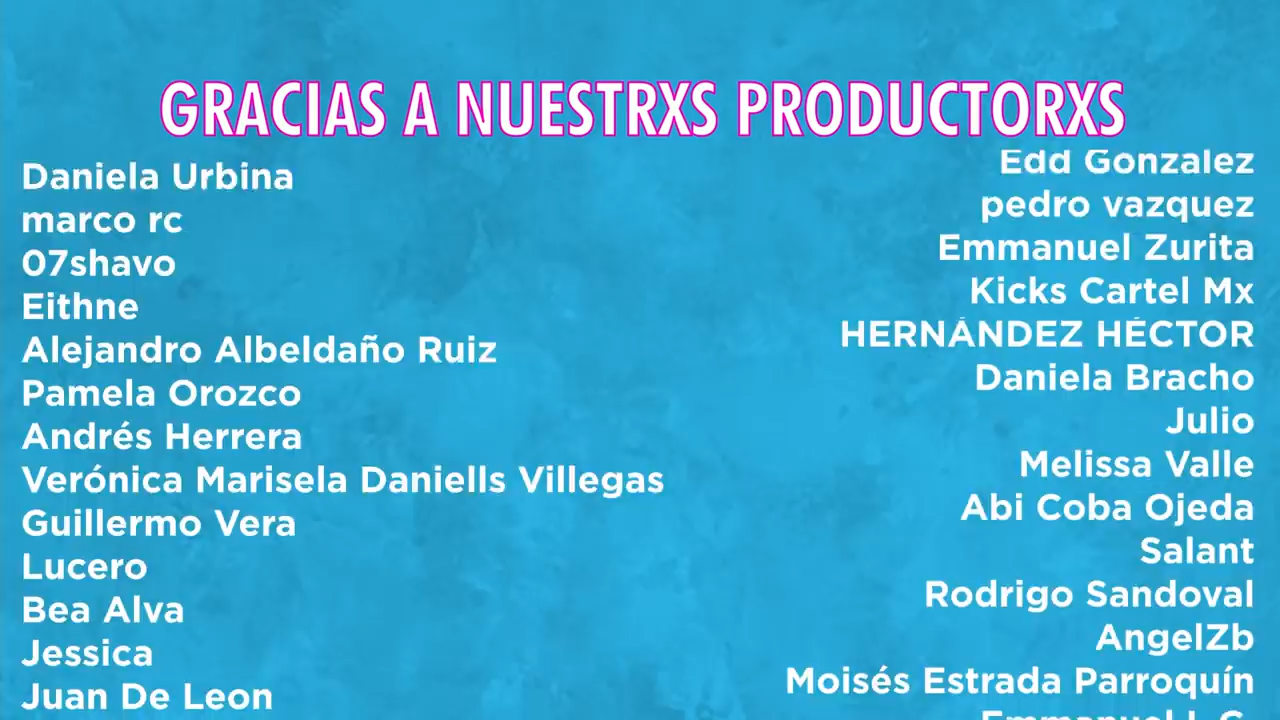 GRACIAS A NUESTRXS PRODUCTORXS
Daniela Urbina
marco rc
07shavo
Eithne
Alejandro Albeldaño Ruiz
Pamela Orozco
Andrés Herrera
Verónica Marisela Daniells Villegas
Guillermo Vera
Lucero
Bea Alva
Jessica
Juan De Leon
Edd Gonzalez
pedro vazquez
Emmanuel Zurita
Kicks Cartel Mx
HERNÁNDEZ HÉCTOR
Daniela Bracho
Julio
Melissa Valle
Abi Coba Ojeda
Salant
Rodrigo Sandoval
AngelZb
Moisés Estrada Parroquín
Emmanuel